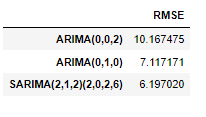 RMSE
ARIMA(0,0,2) 10.167475
ARIMA(0,1,0) 7.117171
SARIMA(2,1,2)(2,0,2,6) 6.197020